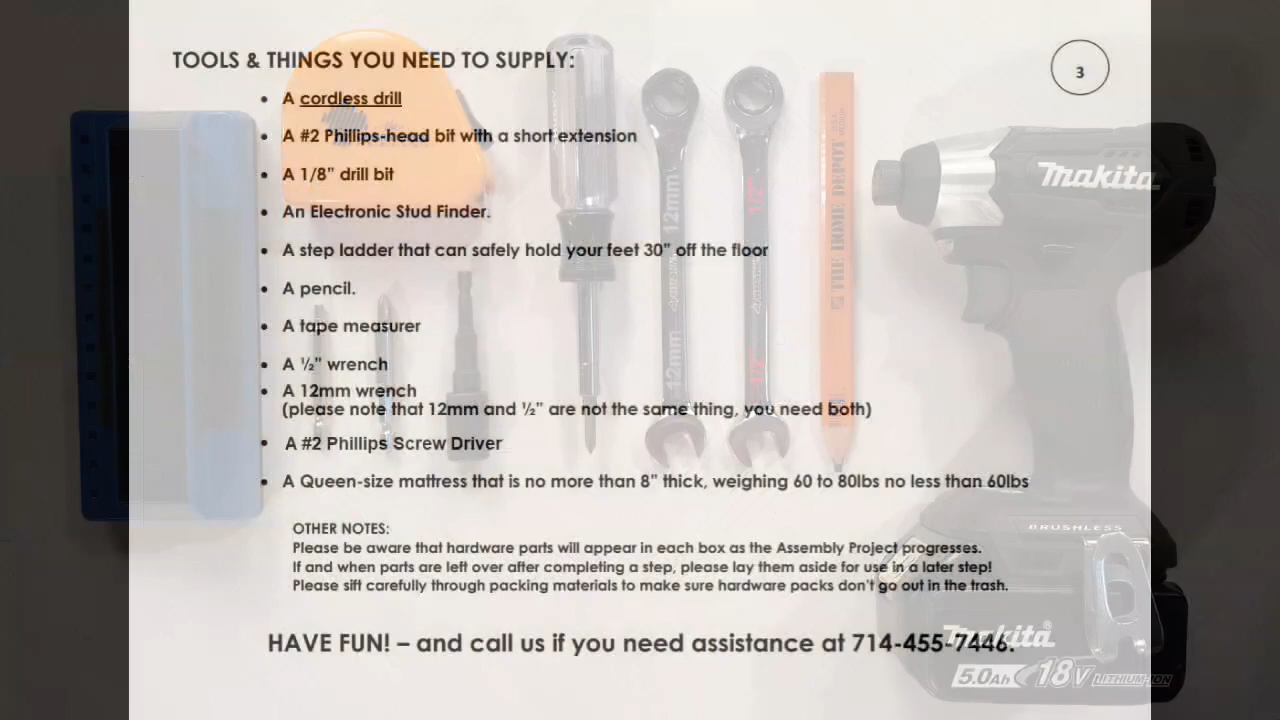 TOOLS & THINGS YOU NEED TO SUPPLY:
3
• A cordless drill
• A #2 Phillips-head bit with a short extension
• A 1/8" drill bit
• An Electronic Stud Finder.
• A step ladder that can safely hold your feet 30" off the floor
• A pencil.
• A tape measurer
• A ½" wrench
• A 12mm wrench
(please note that 12mm and ½" are not the same thing, you need both)
• A #2 Phillips Screw Driver
• A Queen-size mattress that is no more than 8" thick, weighing 60 to 80lbs no less than 60lbs
OTHER NOTES:
Please be aware that hardware parts will appear in each box as the Assembly Project progresses.
If and when parts are left over after completing a step, please lay them aside for use in a later step!
Please sift carefully through packing materials to make sure hardware packs don't go out in the trash.
HAVE FUN! – and call us if you need assistance at 714-455-7446.
12mm
12mm
1/2"
1/2"
THE HOME DEPOT
makita
BRUSHLESS
makita
5.0Ah 18V LITHIUM-ION